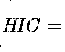 HIC =